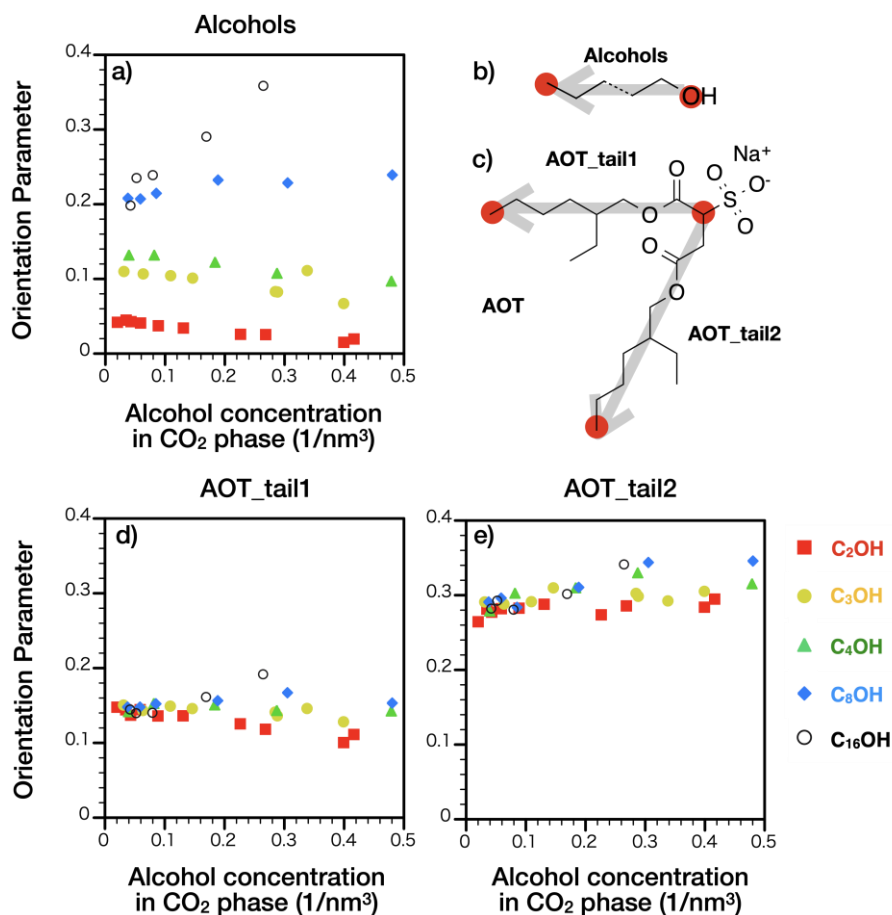 Alcohols
a)
Orientation Parameter
0.4
0.3
0.2
0.1
0
0 0.1 0.2 0.3 0.4 0.5
Alcohol concentration
in CO₂ phase (1/nm³)
b)
Alcohols
OH
c)
AOT_tail1
Na⁺
O
O
S
O⁻
O
O
O
O
AOT
AOT_tail2
AOT_tail1
d)
Orientation Parameter
0.4
0.3
0.2
0.1
0
0 0.1 0.2 0.3 0.4 0.5
Alcohol concentration
in CO₂ phase (1/nm³)
AOT_tail2
e)
0.4
0.3
0.2
0.1
0
0 0.1 0.2 0.3 0.4 0.5
Alcohol concentration
in CO₂ phase (1/nm³)
C₂OH
C₃OH
C₄OH
C₈OH
C₁₆OH